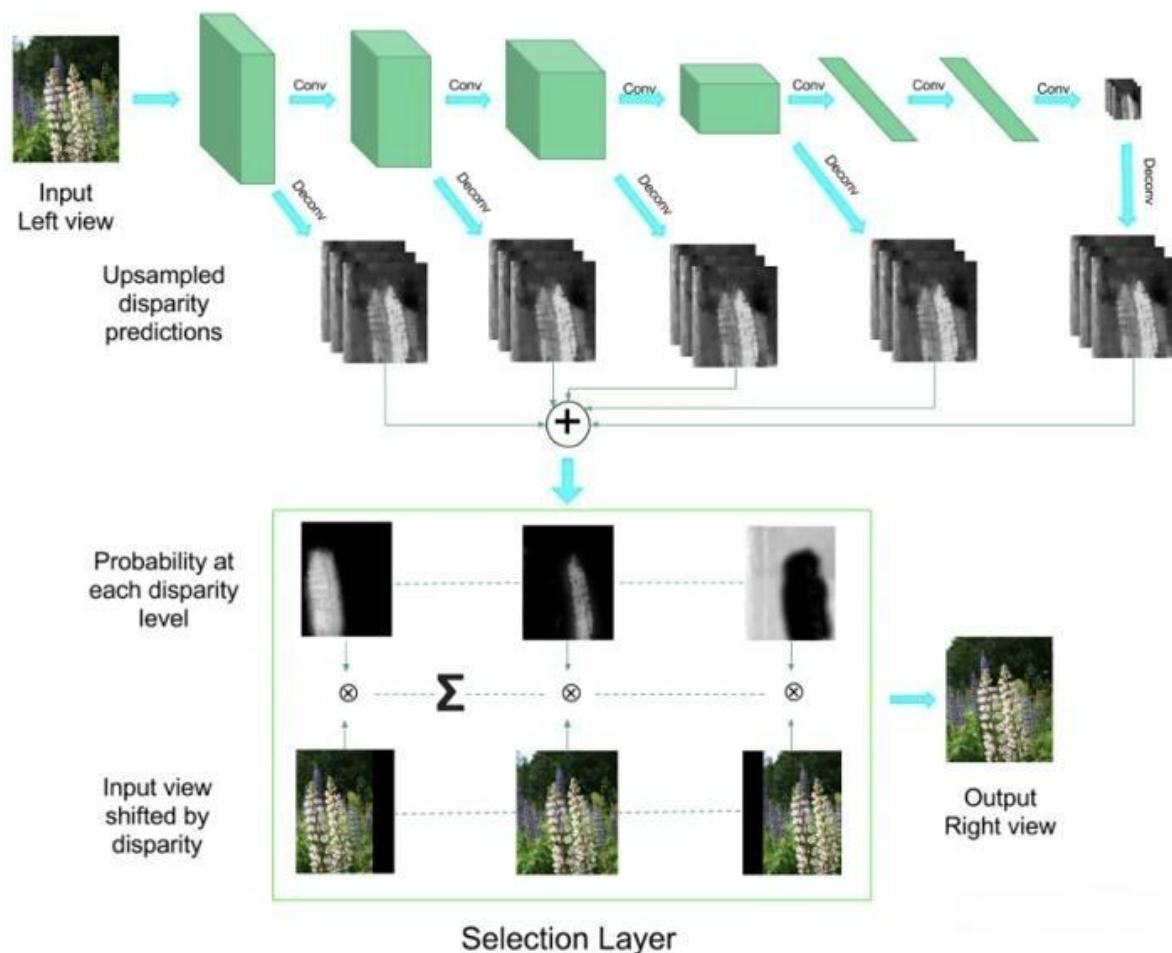 Conv
Conv
Conv
Conv
Conv
Conv
Input
Left view
Deconv
Deconv
Deconv
Deconv
Deconv
Upsampled
disparity
predictions
+
Probability at
each disparity
level
⊗
Σ
⊗
⊗
Input view
shifted by
disparity
Output
Right view
Selection Layer